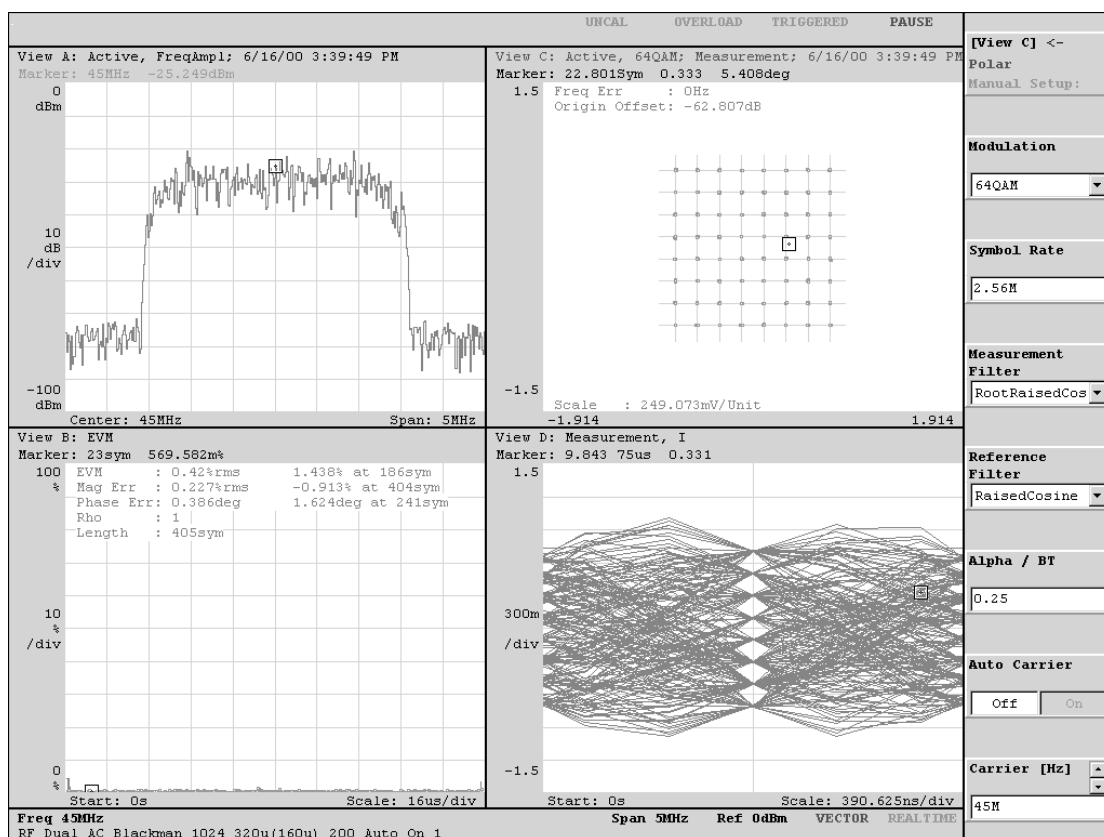 UNCAL OVERLOAD TRIGGERED PAUSE
View A: Active, FreqAmpl; 6/16/00 3:39:49 PM
Marker: 45MHz -25.249dBm
0
dBm
10
dB
/div
-100
dBm
Center: 45MHz Span: 5MHz
View C: Active, 64QAM; Measurement; 6/16/00 3:39:49 PM
Marker: 22.801Sym 0.333 5.408deg
1.5
Freq Err : 0Hz
Origin Offset: -62.807dB
-1.5
Scale : 249.073mV/Unit
-1.914 1.914
View B: EVM
Marker: 23sym 569.582m%
100
%
EVM : 0.42%rms 1.438% at 186sym
Mag Err : 0.227%rms -0.913% at 404sym
Phase Err: 0.386deg 1.624deg at 241sym
Rho : 1
Length : 405sym
10
%
/div
0
%
Start: 0s Scale: 16us/div
View D: Measurement, I
Marker: 9.843 75us 0.331
1.5
300m
/div
-1.5
Start: 0s Scale: 390.625ns/div
Freq 45MHz Span 5MHz Ref 0dBm VECTOR REALTIME
RF Dual AC Blackman 1024 320u(160u) 200 Auto On 1
[View C] <-
Polar
Manual Setup:
Modulation
64QAM
Symbol Rate
2.56M
Measurement
Filter
RootRaisedCos
Reference
Filter
RaisedCosine
Alpha / BT
0.25
Auto Carrier
Off On
Carrier [Hz]
45M